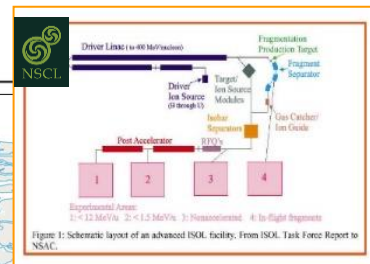 NSCL
Driver Linac (to 400 MeV/nucleon)
Fragmentation
Production Target
Fragment
Separator
Driver
Ion Source
(H through U)
Target/
Ion Source
Modules
Isobar
Separators
Gas Catcher/
Ion Guide
Post Accelerator
RFQ's
1
2
3
4
Experimental Areas:
1: < 12 MeV/u 2: < 1.5 MeV/u 3: Nonaccelerated 4: In-flight fragments
Figure 1: Schematic layout of an advanced ISOL facility. From ISOL Task Force Report to
NSAC.